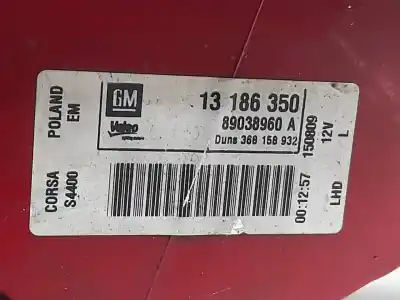 GM
13 186 350
Valeo
89038960 A
Duns 368 158 932
POLAND
EM
CORSA
S4400
150809
12V
L
00:12:57
LHD